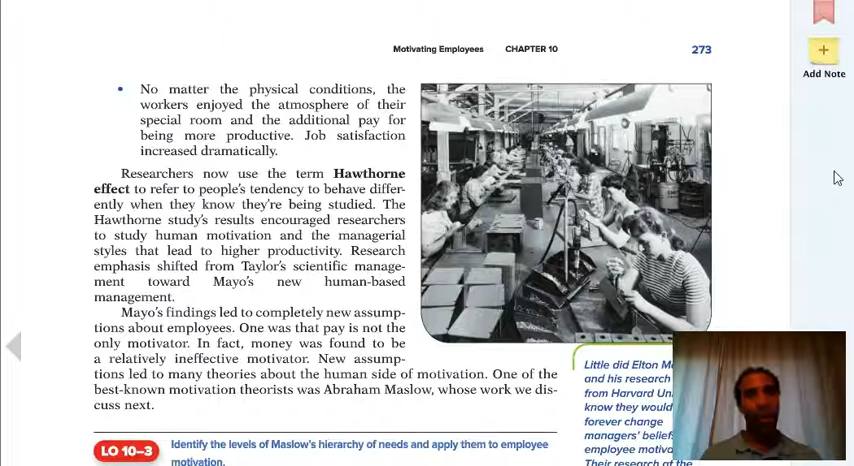 Motivating Employees CHAPTER 10 273
Add Note
• No matter the physical conditions, the
workers enjoyed the atmosphere of their
special room and the additional pay for
being more productive. Job satisfaction
increased dramatically.
Researchers now use the term Hawthorne
effect to refer to people's tendency to behave differ-
ently when they know they're being studied. The
Hawthorne study's results encouraged researchers
to study human motivation and the managerial
styles that lead to higher productivity. Research
emphasis shifted from Taylor's scientific manage-
ment toward Mayo's new human-based
management.
Mayo's findings led to completely new assump-
tions about employees. One was that pay is not the
only motivator. In fact, money was found to be
a relatively ineffective motivator. New assump-
tions led to many theories about the human side of motivation. One of the
best-known motivation theorists was Abraham Maslow, whose work we dis-
cuss next.
LO 10–3 Identify the levels of Maslow's hierarchy of needs and apply them to employee
motivation.
Little did Elton
and his research
from Harvard
know they would
forever change
managers'
employee
Their research at the